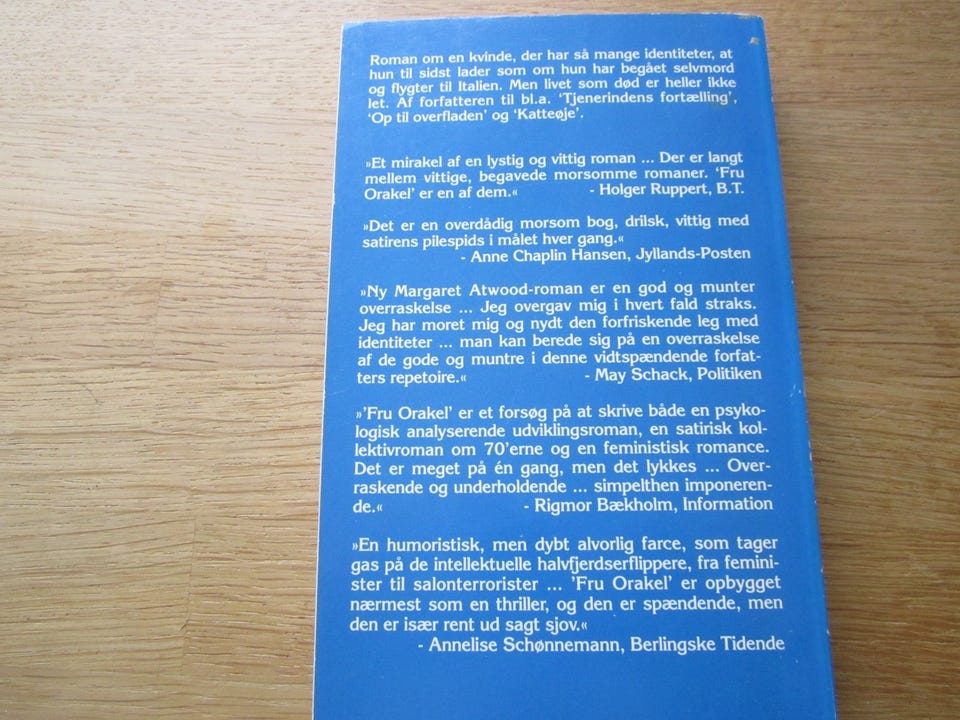 Roman om en kvinde, der har så mange identiteter, at
hun til sidst lader som om hun har begået selvmord
og flygter til Italien. Men livet som død er heller ikke
let. Af forfatteren til bl.a. 'Tjenerindens fortælling',
'Op til overfladen' og 'Katteøje'.
»Et mirakel af en lystig og vittig roman ... Der er langt
mellem vittige, begavede morsomme romaner. 'Fru
Orakel' er en af dem.« - Holger Ruppert, B.T.
»Det er en overdådig morsom bog, drilsk, vittig med
satirens pilespids i målet hver gang.«
- Anne Chaplin Hansen, Jyllands-Posten
»Ny Margaret Atwood-roman er en god og munter
overraskelse ... Jeg overgav mig i hvert fald straks.
Jeg har moret mig og nydt den forfriskende leg med
identiteter ... man kan berede sig på en overraskelse
af de gode og muntre i denne vidtspændende forfat-
ters repetoire.« - May Schack, Politiken
»'Fru Orakel' er et forsøg på at skrive både en psyko-
logisk analyserende udviklingsroman, en satirisk kol-
lektivroman om 70'erne og en feministisk romance.
Det er meget på én gang, men det lykkes ... Over-
raskende og underholdende ... simpelthen imponeren-
de.« - Rigmor Bækholm, Information
»En humoristisk, men dybt alvorlig farce, som tager
gas på de intellektuelle halvfjerdserflippere, fra femini-
ster til salonterrorister ... 'Fru Orakel' er opbygget
nærmest som en thriller, og den er spændende, men
den er især rent ud sagt sjov.«
- Annelise Schønnemann, Berlingske Tidende